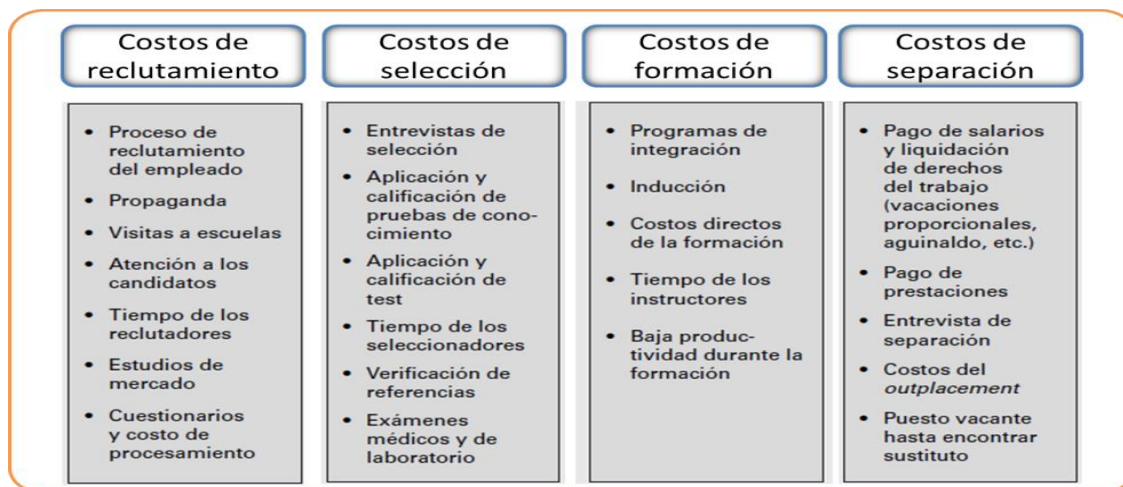 Costos de
reclutamiento
• Proceso de
reclutamiento
del empleado
• Propaganda
• Visitas a escuelas
• Atención a los
candidatos
• Tiempo de los
reclutadores
• Estudios de
mercado
• Cuestionarios
y costo de
procesamiento
Costos de
selección
• Entrevistas de
selección
• Aplicación y
calificación de
pruebas de cono-
cimiento
• Aplicación y
calificación de
test
• Tiempo de los
seleccionadores
• Verificación de
referencias
• Exámenes
médicos y de
laboratorio
Costos de
formación
• Programas de
integración
• Inducción
• Costos directos
de la formación
• Tiempo de los
instructores
• Baja produc-
tividad durante la
formación
Costos de
separación
• Pago de salarios
y liquidación
de derechos
del trabajo
(vacaciones
proporcionales,
aguinaldo, etc.)
• Pago de
prestaciones
• Entrevista de
separación
• Costos del
outplacement
• Puesto vacante
hasta encontrar
sustituto